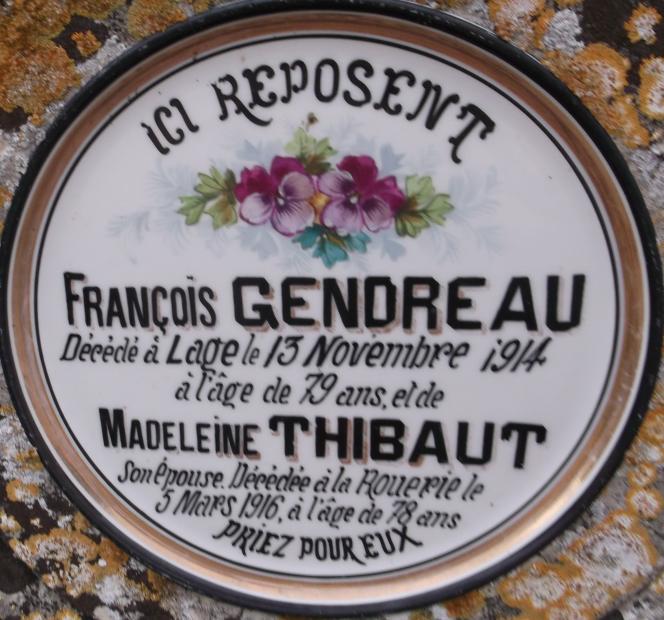 ICI REPOSENT
FRANÇOIS GENDREAU
Décédé à Lage le 13 Novembre 1914
à l'âge de 79 ans, et de
MADELEINE THIBAUT
Son épouse. Décédée à la Rouerie le
5 Mars 1916, à l'âge de 78 ans
PRIEZ POUR EUX